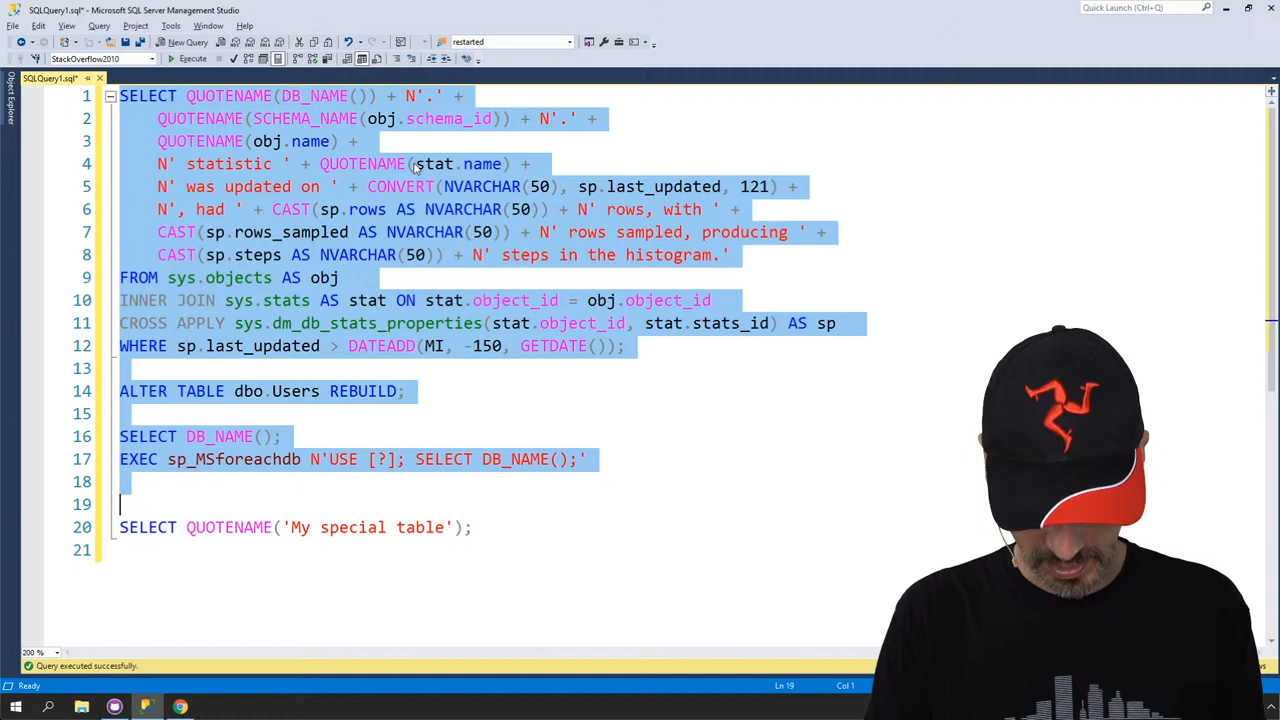 SQLQuery1.sql* - Microsoft SQL Server Management Studio
Quick Launch (Ctrl+Q)
File Edit View Query Project Tools Window Help
New Query
restarted
StackOverflow2010
Execute
SQLQuery1.sql*
Object Explorer
1 SELECT QUOTENAME(DB_NAME()) + N'.' +
2 QUOTENAME(SCHEMA_NAME(obj.schema_id)) + N'.' +
3 QUOTENAME(obj.name) +
4 N' statistic ' + QUOTENAME(stat.name) +
5 N' was updated on ' + CONVERT(NVARCHAR(50), sp.last_updated, 121) +
6 N', had ' + CAST(sp.rows AS NVARCHAR(50)) + N' rows, with ' +
7 CAST(sp.rows_sampled AS NVARCHAR(50)) + N' rows sampled, producing ' +
8 CAST(sp.steps AS NVARCHAR(50)) + N' steps in the histogram.'
9 FROM sys.objects AS obj
10 INNER JOIN sys.stats AS stat ON stat.object_id = obj.object_id
11 CROSS APPLY sys.dm_db_stats_properties(stat.object_id, stat.stats_id) AS sp
12 WHERE sp.last_updated > DATEADD(MI, -150, GETDATE());
13
14 ALTER TABLE dbo.Users REBUILD;
15
16 SELECT DB_NAME();
17 EXEC sp_MSforeachdb N'USE [?]; SELECT DB_NAME();'
18
19
20 SELECT QUOTENAME('My special table');
21
200 %
Query executed successfully.
Ready
Ln 19
Col 1